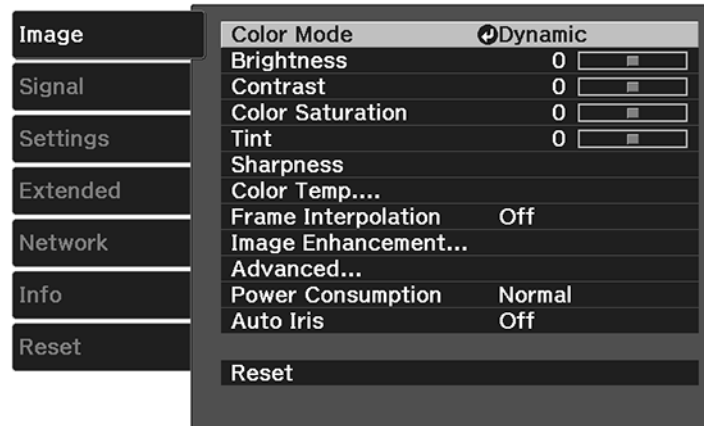 Image
Signal
Settings
Extended
Network
Info
Reset
Color Mode Dynamic
Brightness 0
Contrast 0
Color Saturation 0
Tint 0
Sharpness
Color Temp....
Frame Interpolation Off
Image Enhancement...
Advanced...
Power Consumption Normal
Auto Iris Off
Reset